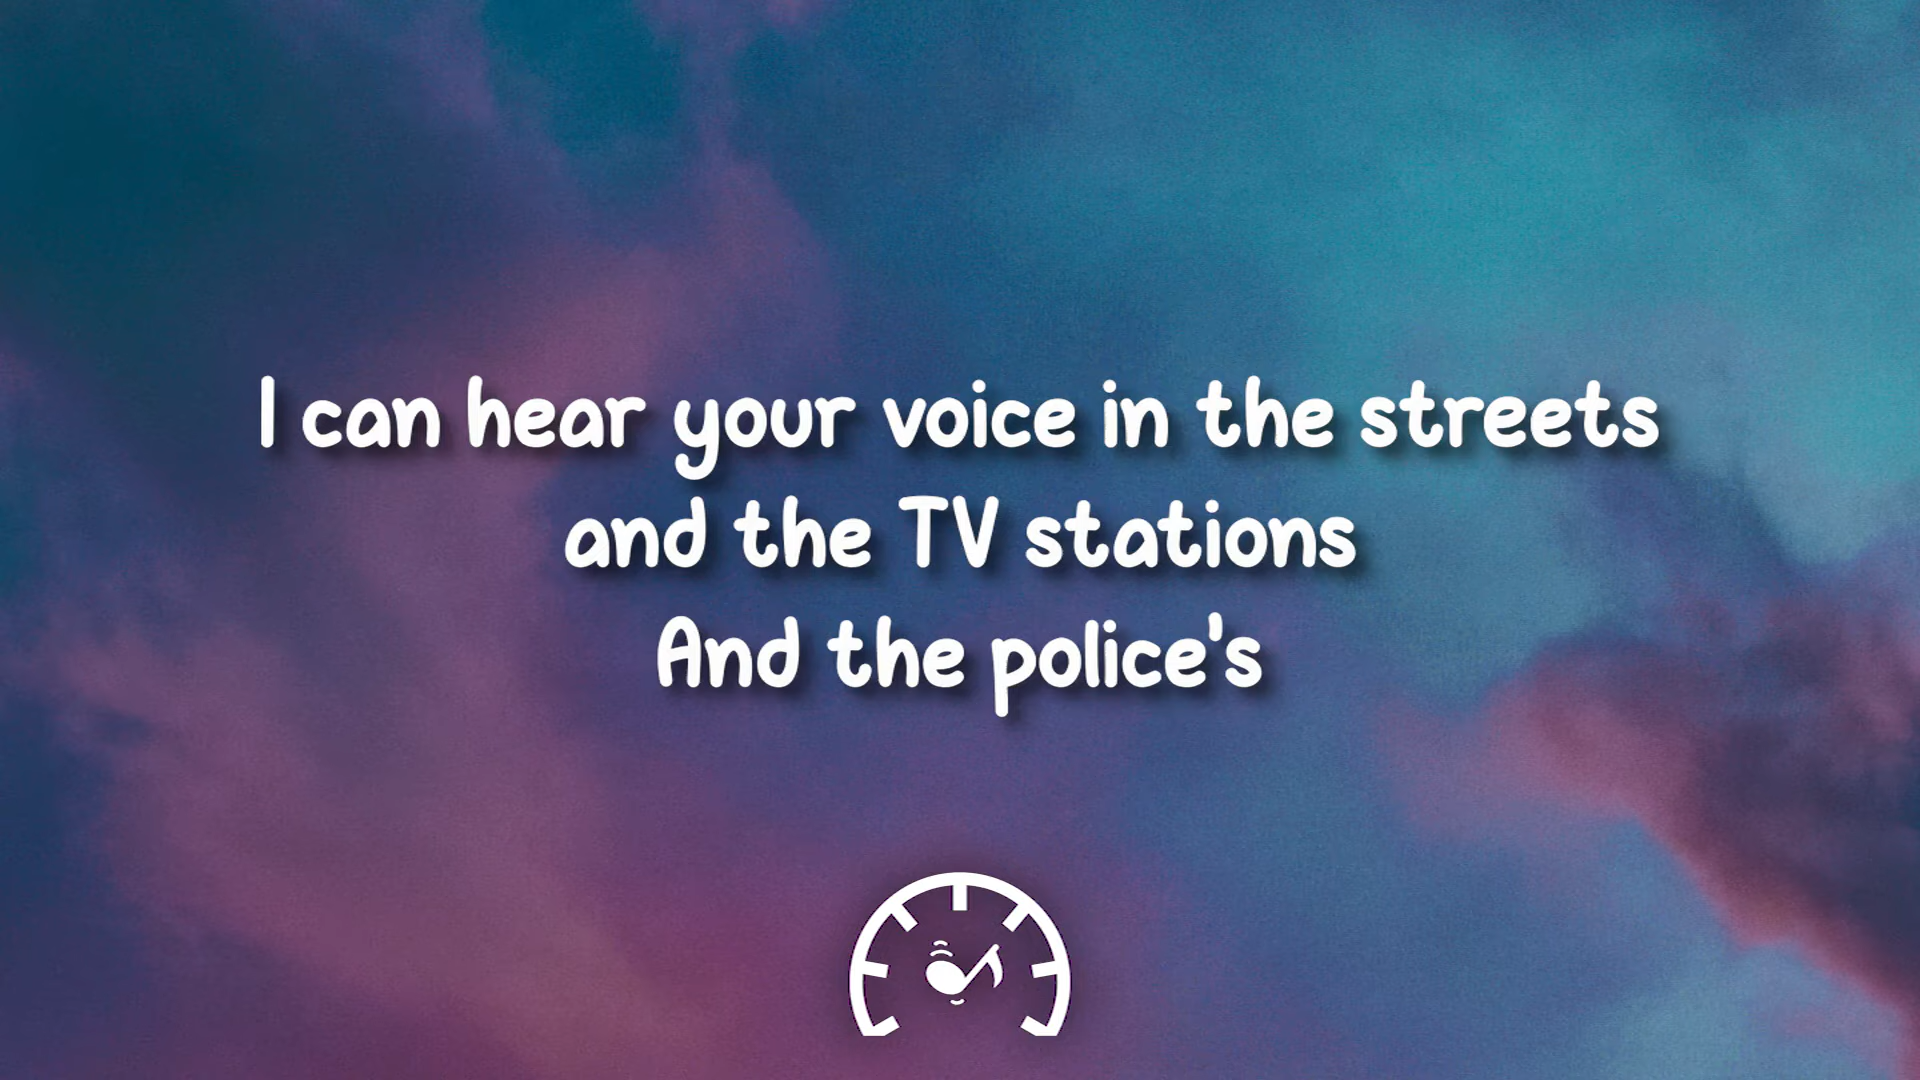 I can hear your voice in the streets
and the TV stations
And the police's